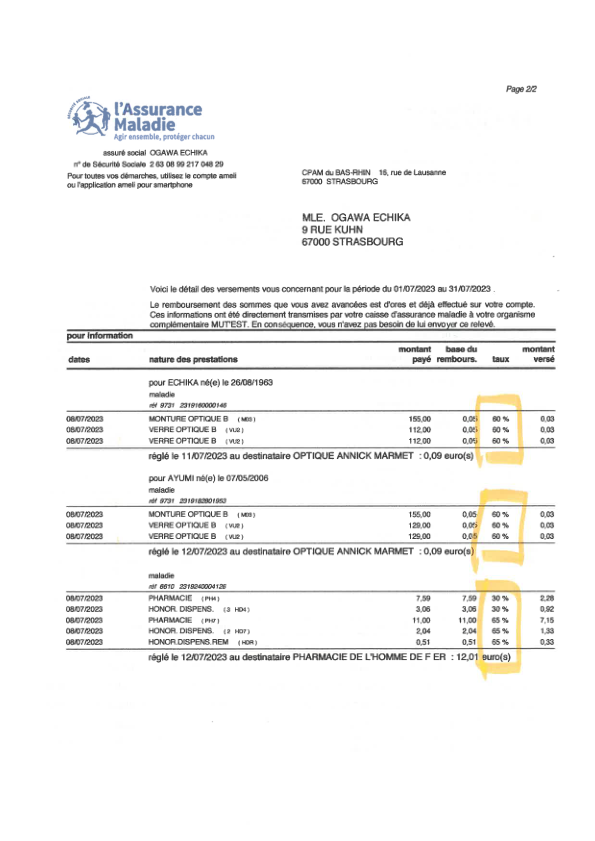 Page 2/2
SÉCURITÉ SOCIALE
l'Assurance
Maladie
Agir ensemble, protéger chacun
assuré social OGAWA ECHIKA
n° de Sécurité Sociale 2 63 08 99 217 048 29
Pour toutes vos démarches, utilisez le compte ameli
ou l'application ameli pour smartphone
CPAM du BAS-RHIN 16, rue de Lausanne
67000 STRASBOURG
MLE. OGAWA ECHIKA
9 RUE KUHN
67000 STRASBOURG
Voici le détail des versements vous concernant pour la période du 01/07/2023 au 31/07/2023 .
Le remboursement des sommes que vous avez avancées est d'ores et déjà effectué sur votre compte.
Ces informations ont été directement transmises par votre caisse d'assurance maladie à votre organisme
complémentaire MUT'EST. En conséquence, vous n'avez pas besoin de lui envoyer ce relevé.
pour information
dates nature des prestations montant payé base du rembours. taux montant versé
pour ECHIKA né(e) le 26/08/1963
maladie
réf 9731 2319160000146
08/07/2023 MONTURE OPTIQUE B ( M03 ) 155,00 0,05 60 % 0,03
08/07/2023 VERRE OPTIQUE B ( VU2 ) 112,00 0,05 60 % 0,03
08/07/2023 VERRE OPTIQUE B ( VU2 ) 112,00 0,05 60 % 0,03
réglé le 11/07/2023 au destinataire OPTIQUE ANNICK MARMET : 0,09 euro(s)
pour AYUMI né(e) le 07/05/2006
maladie
réf 9731 2319192801953
08/07/2023 MONTURE OPTIQUE B ( M03 ) 155,00 0,05 60 % 0,03
08/07/2023 VERRE OPTIQUE B ( VU2 ) 129,00 0,05 60 % 0,03
08/07/2023 VERRE OPTIQUE B ( VU2 ) 129,00 0,05 60 % 0,03
réglé le 12/07/2023 au destinataire OPTIQUE ANNICK MARMET : 0,09 euro(s)
maladie
réf 6610 2319240004126
08/07/2023 PHARMACIE ( PH4 ) 7,59 7,59 30 % 2,28
08/07/2023 HONOR. DISPENS. ( 3 HD4 ) 3,06 3,06 30 % 0,92
08/07/2023 PHARMACIE ( PH7 ) 11,00 11,00 65 % 7,15
08/07/2023 HONOR. DISPENS. ( 2 HD7 ) 2,04 2,04 65 % 1,33
08/07/2023 HONOR.DISPENS.REM ( HDR ) 0,51 0,51 65 % 0,33
réglé le 12/07/2023 au destinataire PHARMACIE DE L'HOMME DE F ER : 12,01 euro(s)